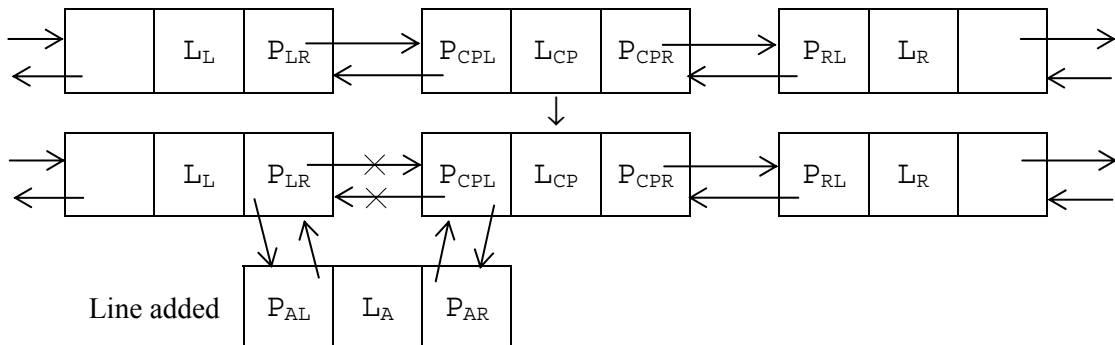 L_L P_LR P_CPL L_CP P_CPR P_RL L_R
L_L P_LR P_CPL L_CP P_CPR P_RL L_R
Line added P_AL L_A P_AR